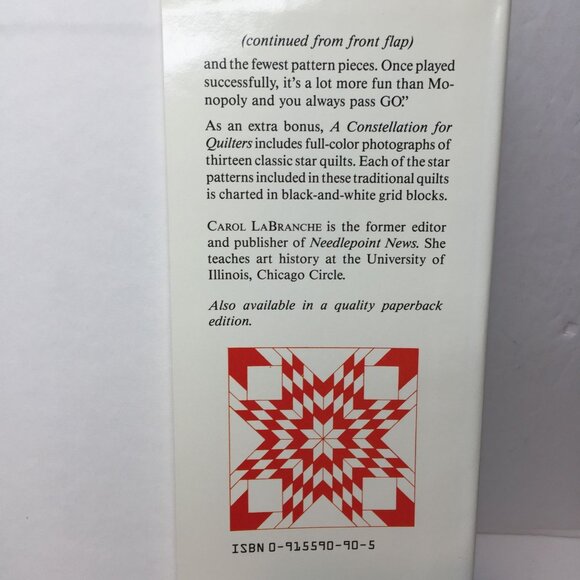 (continued from front flap)
and the fewest pattern pieces. Once played
successfully, it's a lot more fun than Mo-
nopoly and you always pass GO."
As an extra bonus, A Constellation for
Quilters includes full-color photographs of
thirteen classic star quilts. Each of the star
patterns included in these traditional quilts
is charted in black-and-white grid blocks.
CAROL LABRANCHE is the former editor
and publisher of Needlepoint News. She
teaches art history at the University of
Illinois, Chicago Circle.
Also available in a quality paperback
edition.
ISBN 0-915590-90-5